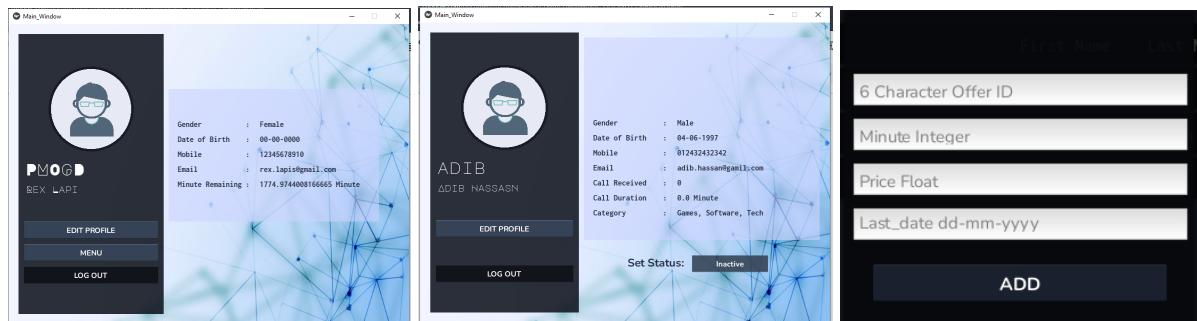 Main_Window
PMOGD
REX LAPI
EDIT PROFILE
MENU
LOG OUT
Gender : Female
Date of Birth : 00-00-0000
Mobile : 12345678910
Email : rex.lapis@gmail.com
Minute Remaining : 1774.9744008166665 Minute
Main_Window
ADIB
ADIB NASSASN
EDIT PROFILE
LOG OUT
Gender : Male
Date of Birth : 04-06-1997
Mobile : 012432432342
Email : adib.hassan@gamil.com
Call Received : 0
Call Duration : 0.0 Minute
Category : Games, Software, Tech
Set Status: Inactive
First Name Last N
6 Character Offer ID
Minute Integer
Price Float
Last_date dd-mm-yyyy
ADD